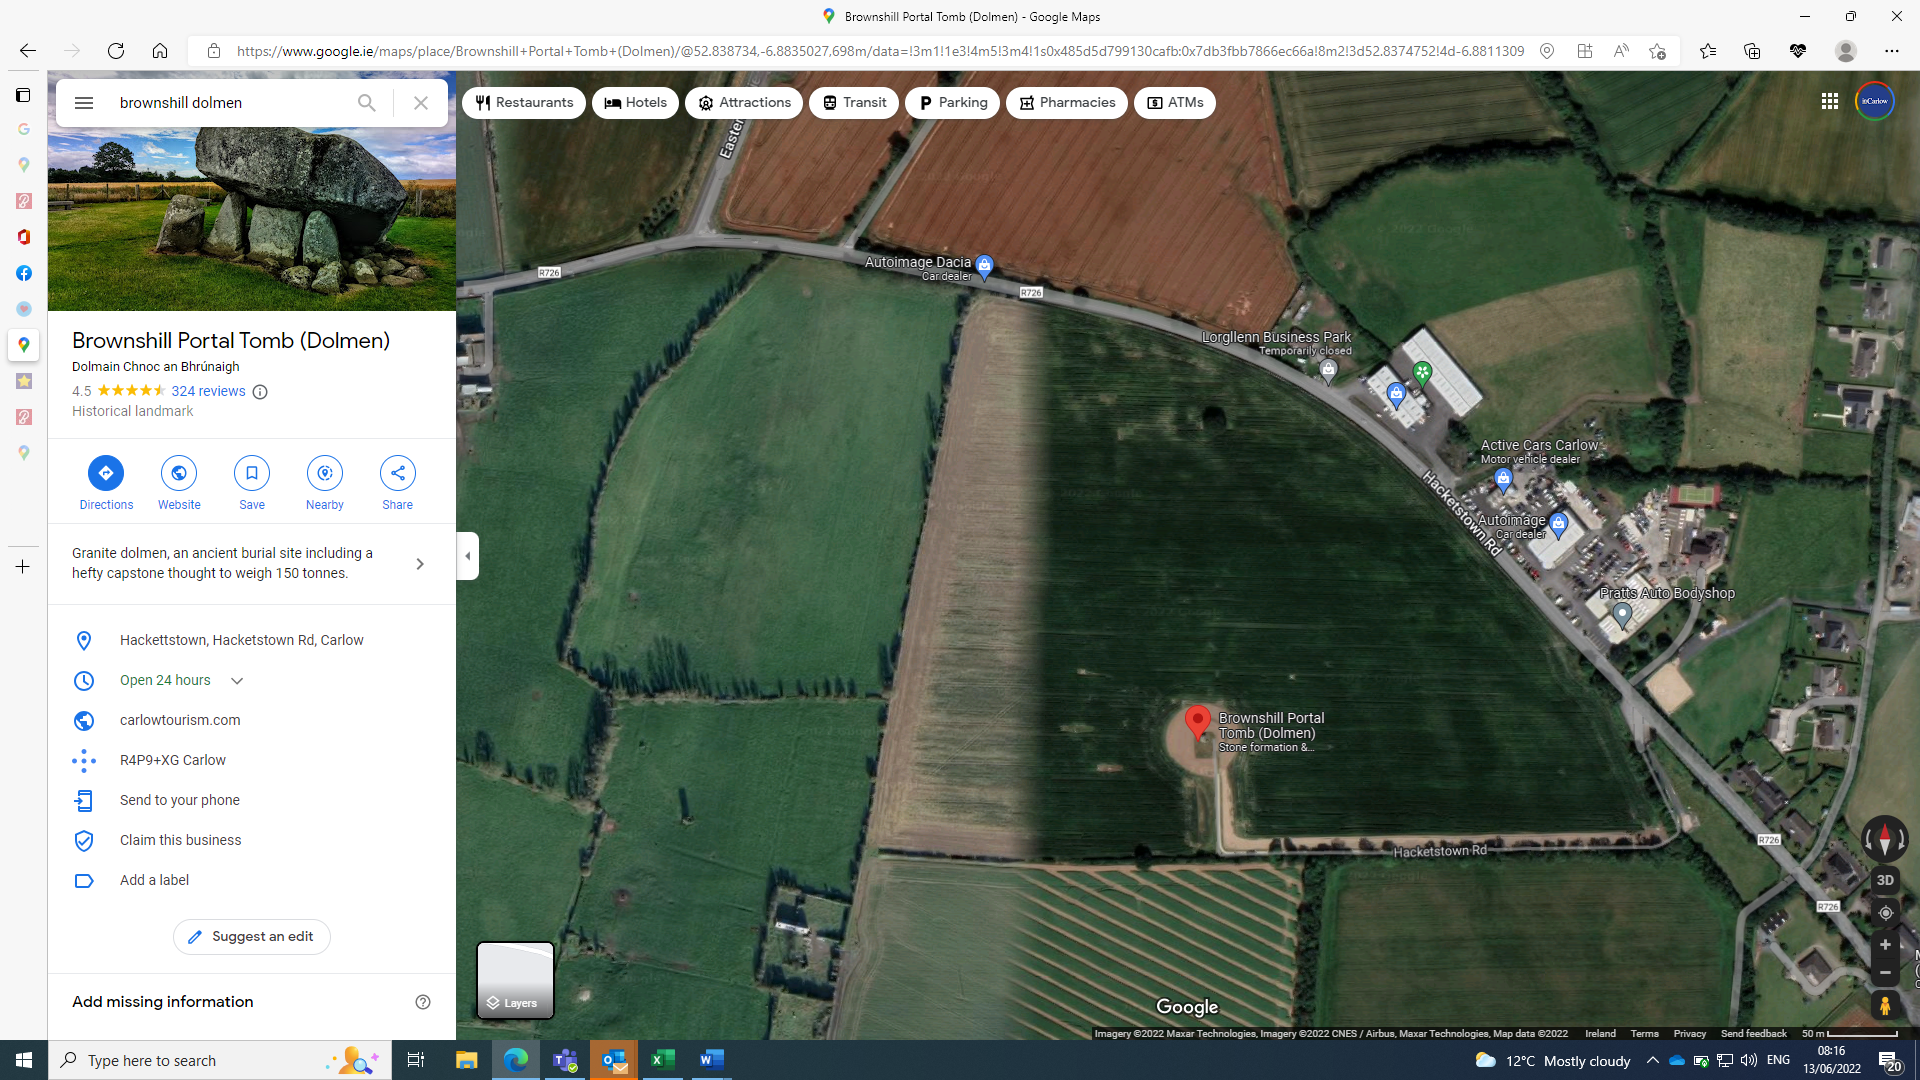 Brownshill Portal Tomb (Dolmen) - Google Maps
https://www.google.ie/maps/place/Brownshill+Portal+Tomb+(Dolmen)/@52.838734,-6.8835027,698m/data=!3m1!1e3!4m5!3m4!1s0x485d5d799130cafb:0x7db3fbb7866ec66a!8m2!3d52.8374752!4d-6.8811309
brownshill dolmen
Restaurants
Hotels
Attractions
Transit
Parking
Pharmacies
ATMs
itCarlow
Brownshill Portal Tomb (Dolmen)
Dolmain Chnoc an Bhrúnaigh
4.5 324 reviews
Historical landmark
Directions
Website
Save
Nearby
Share
Granite dolmen, an ancient burial site including a
hefty capstone thought to weigh 150 tonnes.
Hackettstown, Hacketstown Rd, Carlow
Open 24 hours
carlowtourism.com
R4P9+XG Carlow
Send to your phone
Claim this business
Add a label
Suggest an edit
Add missing information
Easter
R726
Autoimage Dacia
Car dealer
R726
Lorgllenn Business Park
Temporarily closed
Active Cars Carlow
Motor vehicle dealer
Hacketstown Rd
Autoimage
Car dealer
Pratts Auto Bodyshop
Brownshill Portal
Tomb (Dolmen)
Stone formation &...
Hacketstown Rd
R726
R726
3D
Layers
Google
Imagery ©2022 Maxar Technologies, Imagery ©2022 CNES / Airbus, Maxar Technologies, Map data ©2022
Ireland
Terms
Privacy
Send feedback
50 m
Type here to search
12°C Mostly cloudy
ENG
08:16
13/06/2022
20